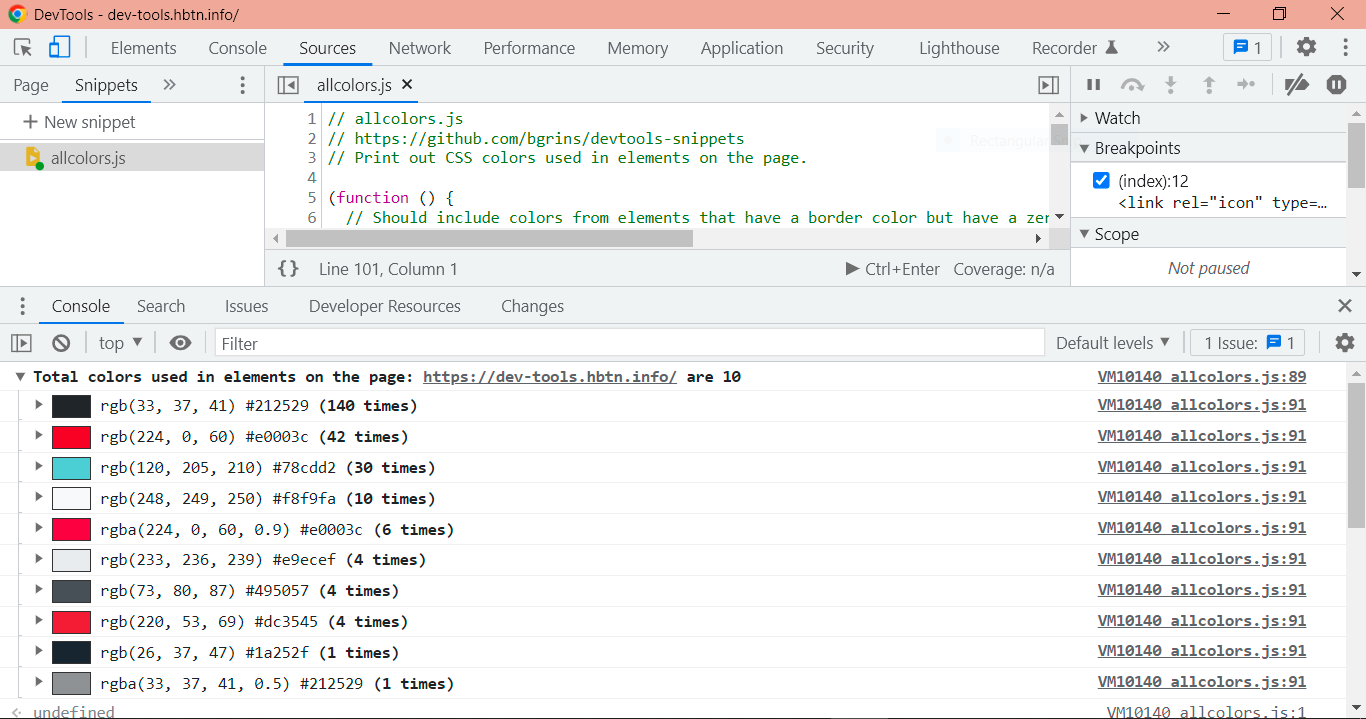 DevTools - dev-tools.hbtn.info/
Elements Console Sources Network Performance Memory Application Security Lighthouse Recorder 1
Page Snippets allcolors.js
New snippet
allcolors.js
1 // allcolors.js
2 // https://github.com/bgrins/devtools-snippets
3 // Print out CSS colors used in elements on the page.
4
5 (function () {
6 // Should include colors from elements that have a border color but have a zer
{} Line 101, Column 1 Ctrl+Enter Coverage: n/a
Watch
Breakpoints
(index):12
<link rel="icon" type=…
Scope
Not paused
Console Search Issues Developer Resources Changes
top Filter Default levels 1 Issue: 1
Total colors used in elements on the page: https://dev-tools.hbtn.info/ are 10 VM10140 allcolors.js:89
rgb(33, 37, 41) #212529 (140 times) VM10140 allcolors.js:91
rgb(224, 0, 60) #e0003c (42 times) VM10140 allcolors.js:91
rgb(120, 205, 210) #78cdd2 (30 times) VM10140 allcolors.js:91
rgb(248, 249, 250) #f8f9fa (10 times) VM10140 allcolors.js:91
rgba(224, 0, 60, 0.9) #e0003c (6 times) VM10140 allcolors.js:91
rgb(233, 236, 239) #e9ecef (4 times) VM10140 allcolors.js:91
rgb(73, 80, 87) #495057 (4 times) VM10140 allcolors.js:91
rgb(220, 53, 69) #dc3545 (4 times) VM10140 allcolors.js:91
rgb(26, 37, 47) #1a252f (1 times) VM10140 allcolors.js:91
rgba(33, 37, 41, 0.5) #212529 (1 times) VM10140 allcolors.js:91
undefined VM10140 allcolors.js:1